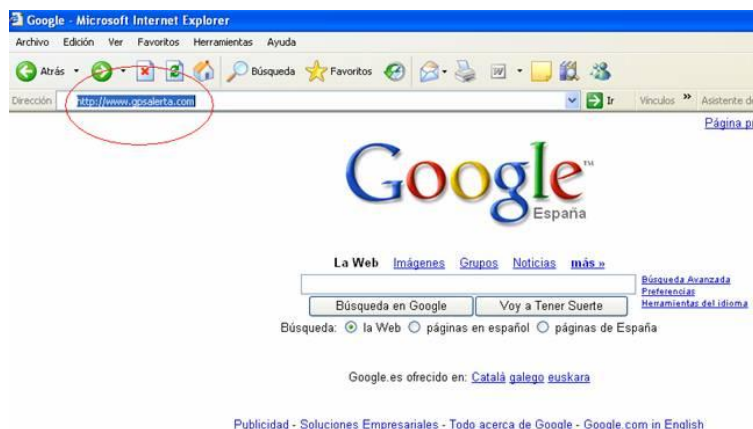 Google - Microsoft Internet Explorer
Archivo Edición Ver Favoritos Herramientas Ayuda
Atrás Búsqueda Favoritos
Dirección http://www.gpsalerta.com Ir Vínculos » Asistente d
Página p
Google™
España
La Web Imágenes Grupos Noticias más »
Búsqueda Avanzada
Preferencias
Búsqueda en Google Voy a Tener Suerte Herramientas del idioma
Búsqueda: la Web páginas en español páginas de España
Google.es ofrecido en: Català galego euskara
Publicidad - Soluciones Empresariales - Todo acerca de Google - Google.com in English